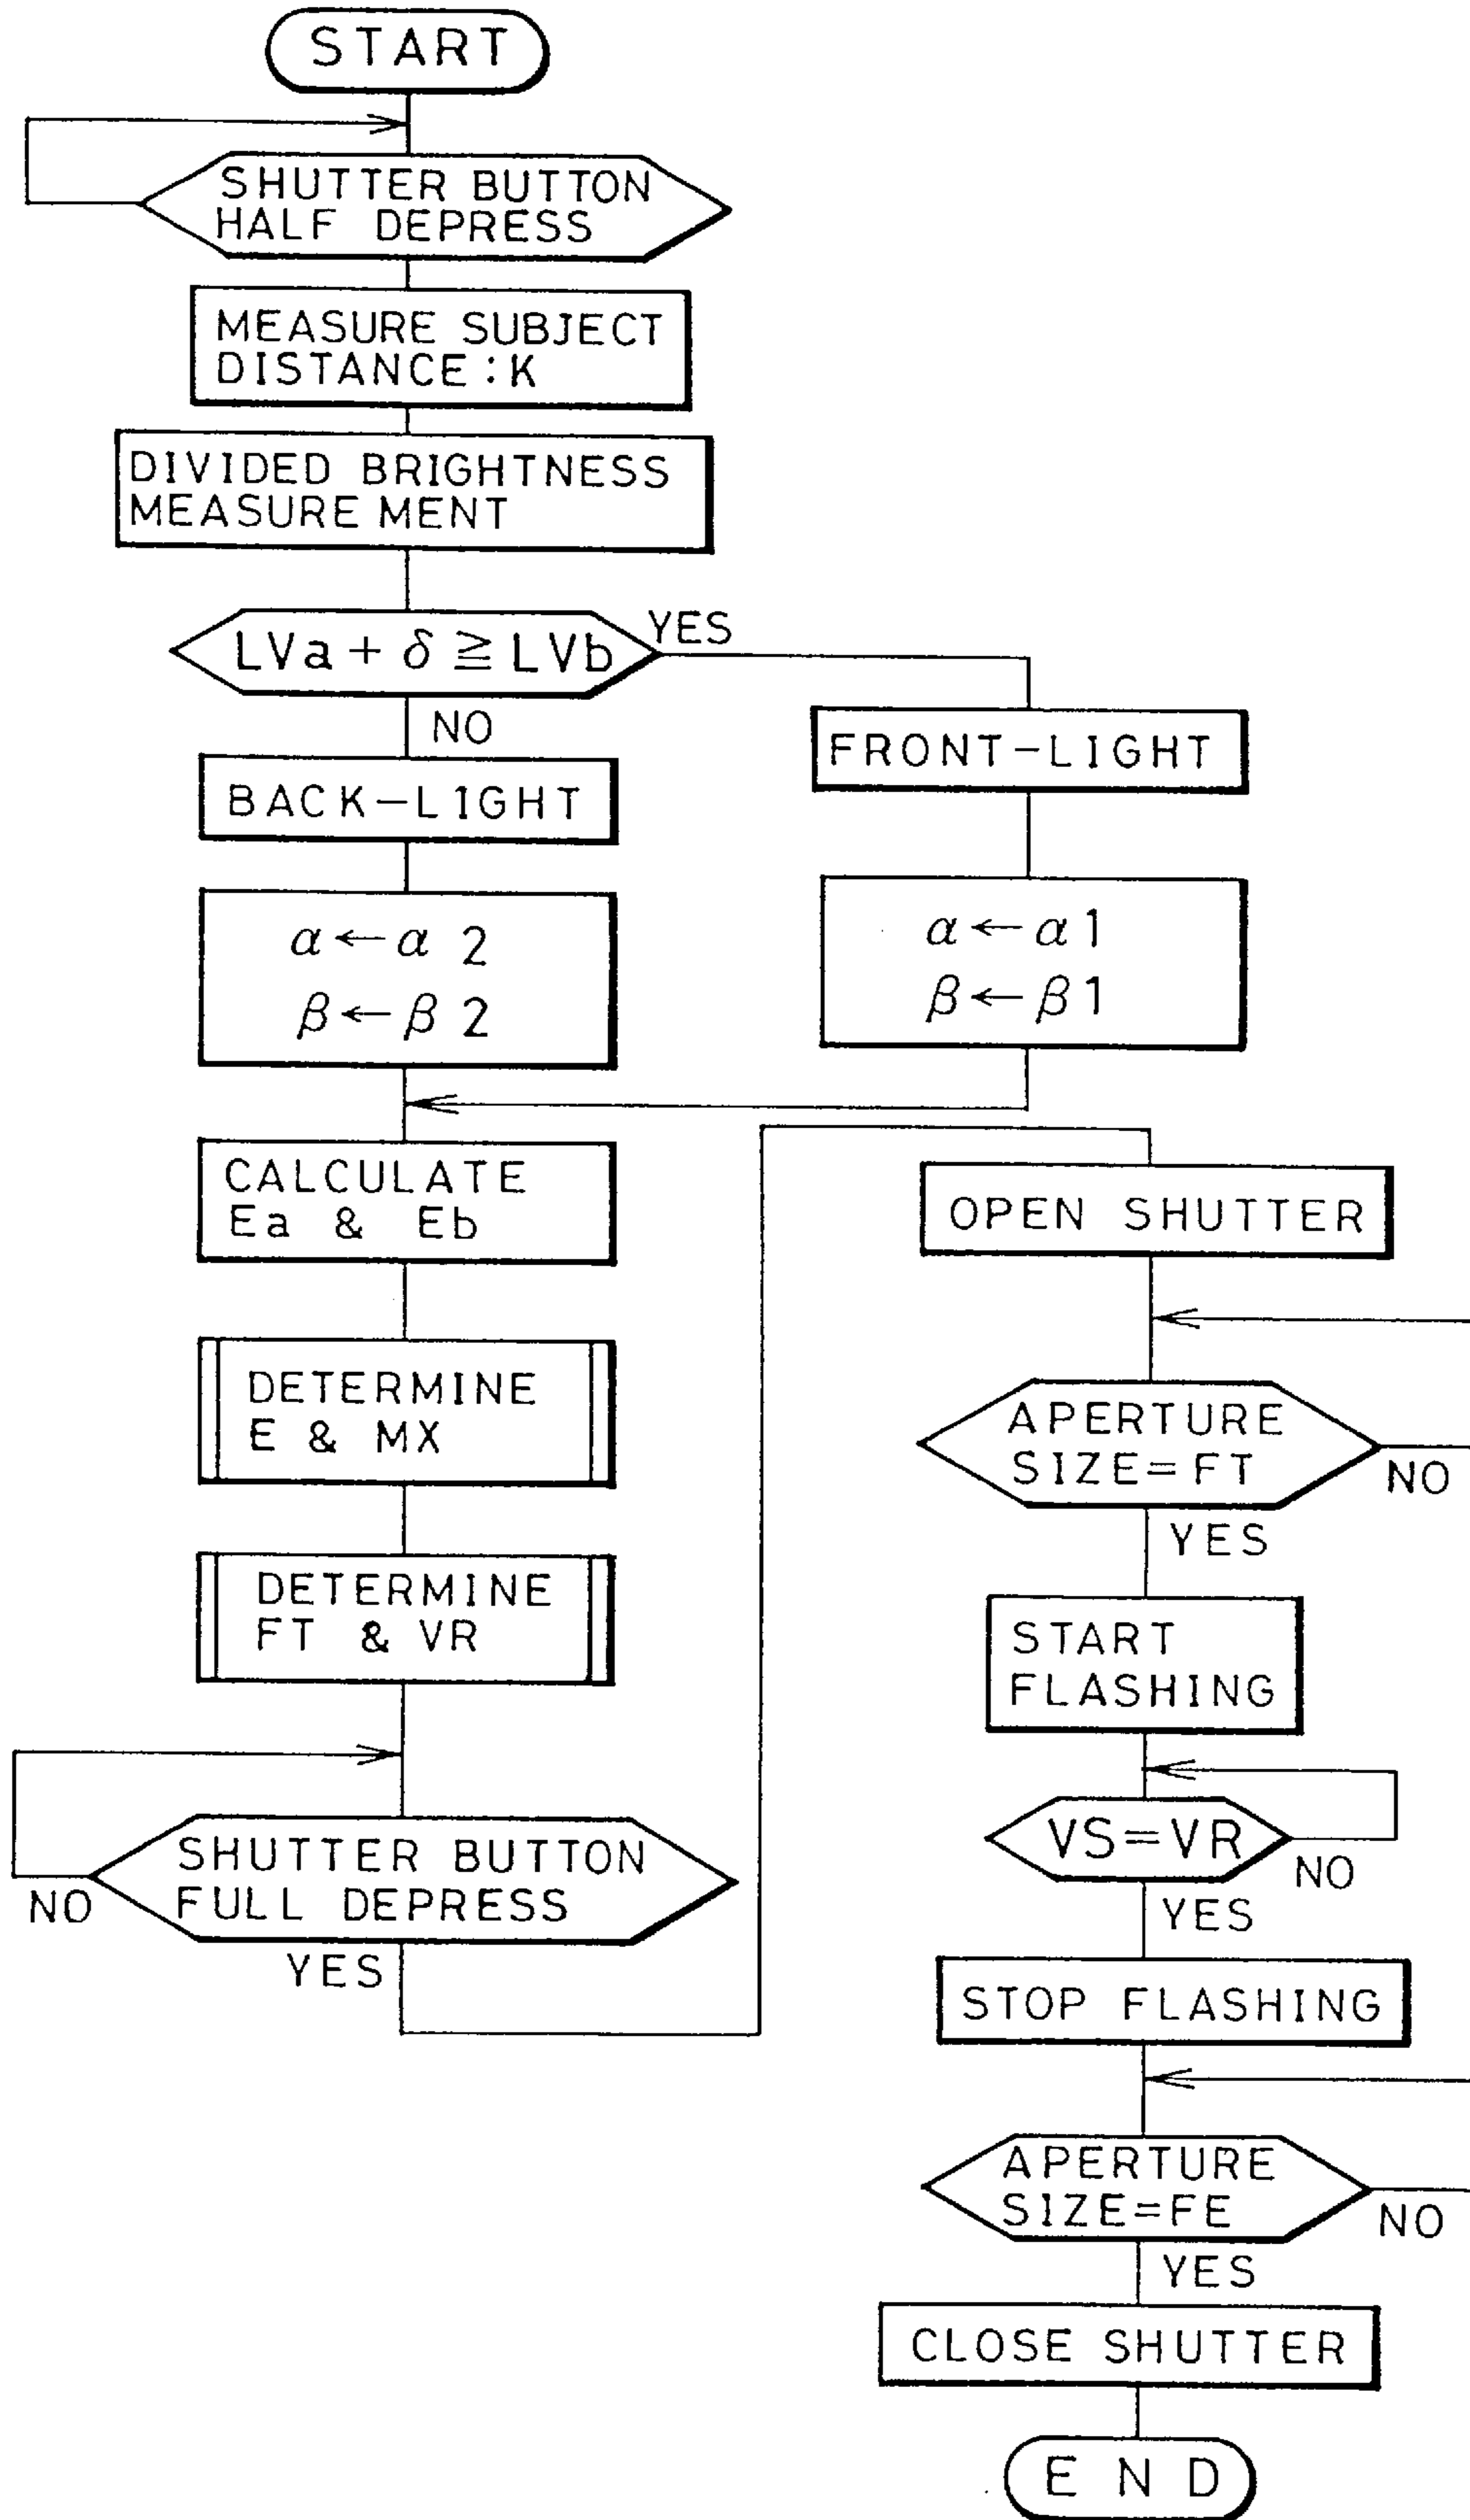 START
SHUTTER BUTTON
HALF DEPRESS
MEASURE SUBJECT
DISTANCE : K
DIVIDED BRIGHTNESS
MEASUREMENT
LVa + δ ≧ LVb
YES
NO
BACK-LIGHT
FRONT-LIGHT
α ← α 2
β ← β 2
α ← α 1
β ← β 1
CALCULATE
Ea & Eb
DETERMINE
E & MX
DETERMINE
FT & VR
SHUTTER BUTTON
FULL DEPRESS
NO
YES
OPEN SHUTTER
APERTURE
SIZE=FT
NO
YES
START
FLASHING
VS=VR
NO
YES
STOP FLASHING
APERTURE
SIZE=FE
NO
YES
CLOSE SHUTTER
END